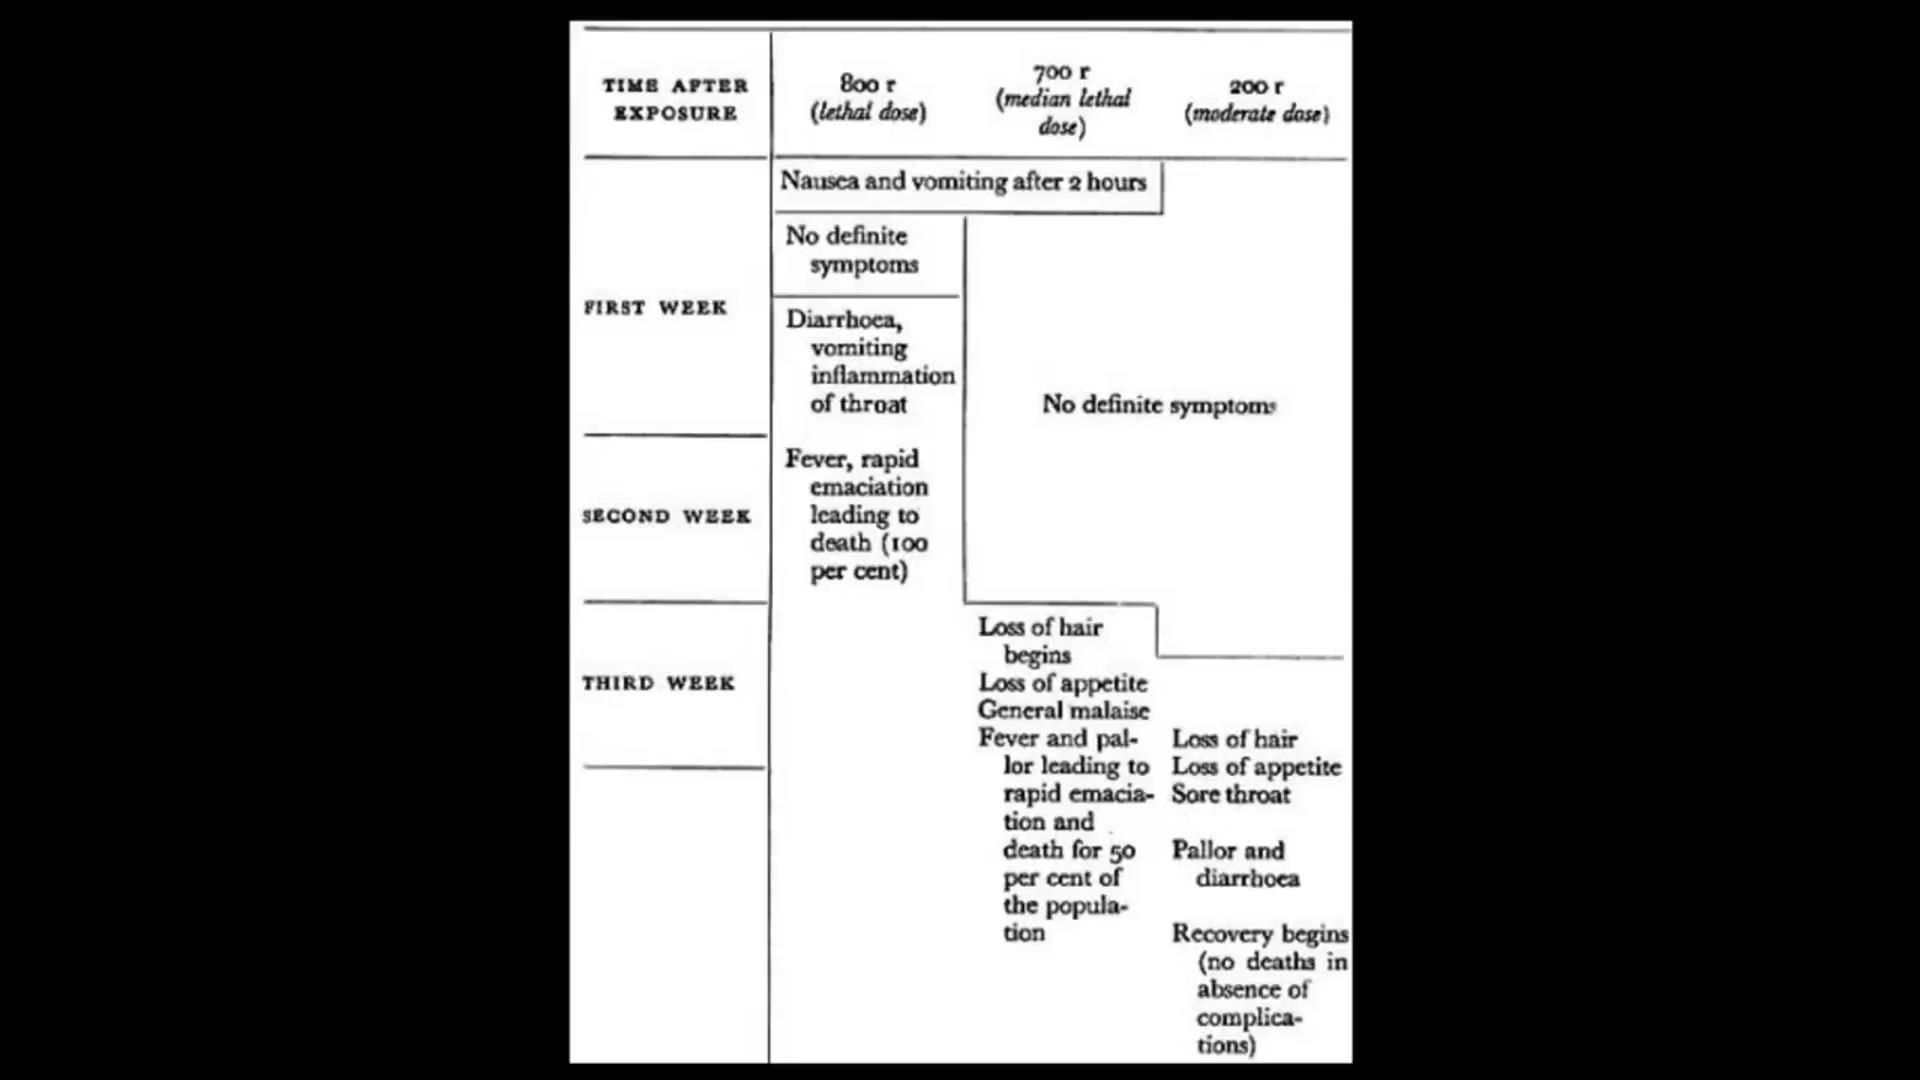 TIME AFTER
EXPOSURE
800 r
(lethal dose)
700 r
(median lethal
dose)
200 r
(moderate dose)
Nausea and vomiting after 2 hours
FIRST WEEK
No definite
symptoms
Diarrhoea,
vomiting
inflammation
of throat
No definite symptoms
SECOND WEEK
Fever, rapid
emaciation
leading to
death (100
per cent)
THIRD WEEK
Loss of hair
begins
Loss of appetite
General malaise
Fever and pal-
lor leading to
rapid emacia-
tion and
death for 50
per cent of
the popula-
tion
Loss of hair
Loss of appetite
Sore throat
Pallor and
diarrhoea
Recovery begins
(no deaths in
absence of
complica-
tions)